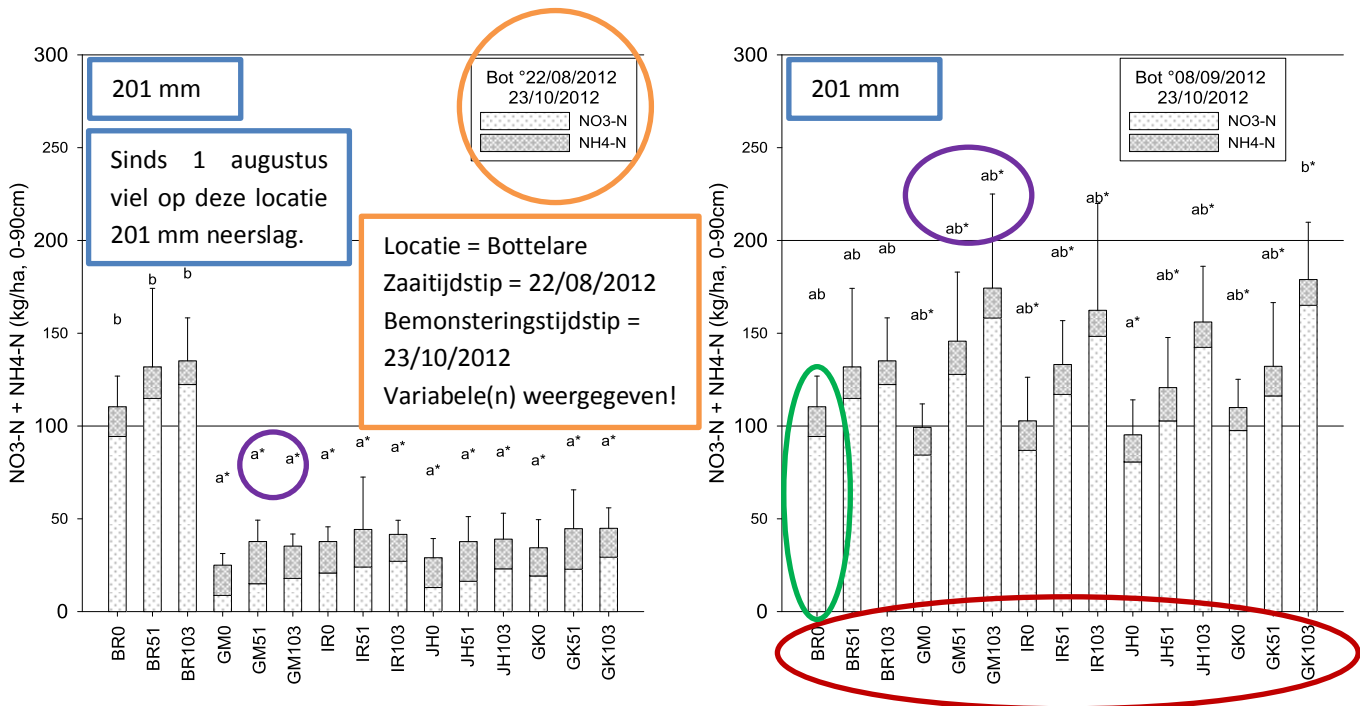 NO3-N + NH4-N (kg/ha, 0-90cm)
300
250
200
150
100
50
0
201 mm
Sinds 1 augustus
viel op deze locatie
201 mm neerslag.
Bot °22/08/2012
23/10/2012
NO3-N
NH4-N
Locatie = Bottelare
Zaaitijdstip = 22/08/2012
Bemonsteringstijdstip =
23/10/2012
Variabele(n) weergegeven!
b
b
b
a*
a*
a*
a*
a*
a*
a*
a*
a*
a*
a*
a*
BR0
BR51
BR103
GM0
GM51
GM103
IR0
IR51
IR103
JH0
JH51
JH103
GK0
GK51
GK103
NO3-N + NH4-N (kg/ha, 0-90cm)
300
250
200
150
100
50
0
201 mm
Bot °08/09/2012
23/10/2012
NO3-N
NH4-N
ab
ab
ab
ab*
ab*
ab*
ab*
ab*
ab*
a*
ab*
ab*
ab*
ab*
b*
BR0
BR51
BR103
GM0
GM51
GM103
IR0
IR51
IR103
JH0
JH51
JH103
GK0
GK51
GK103